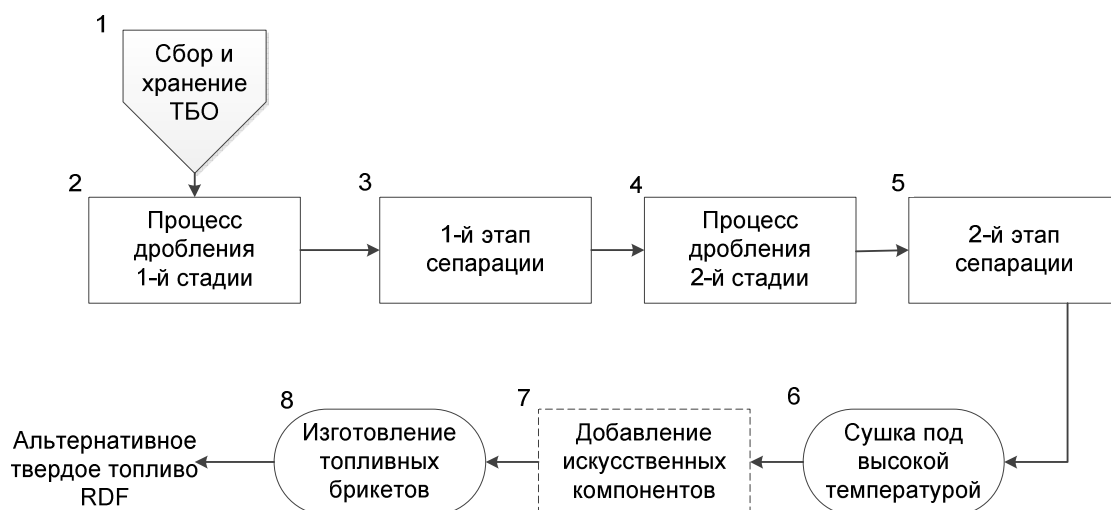 1
Сбор и
хранение
ТБО
2
Процесс
дробления
1-й стадии
3
1-й этап
сепарации
4
Процесс
дробления
2-й стадии
5
2-й этап
сепарации
6
Сушка под
высокой
температурой
7
Добавление
искусственных
компонентов
8
Изготовление
топливных
брикетов
Альтернативное
твердое топливо
RDF